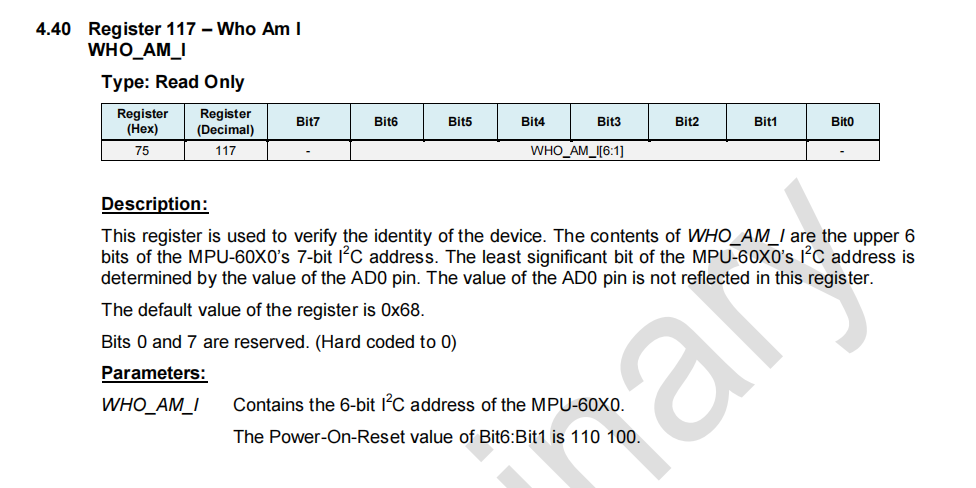 4.40 Register 117 – Who Am I
WHO_AM_I
Type: Read Only
Register (Hex) Register (Decimal) Bit7 Bit6 Bit5 Bit4 Bit3 Bit2 Bit1 Bit0
75 117 - WHO_AM_I[6:1] -
Description:
This register is used to verify the identity of the device. The contents of WHO_AM_I are the upper 6
bits of the MPU-60X0’s 7-bit I²C address. The least significant bit of the MPU-60X0’s I²C address is
determined by the value of the AD0 pin. The value of the AD0 pin is not reflected in this register.
The default value of the register is 0x68.
Bits 0 and 7 are reserved. (Hard coded to 0)
Parameters:
WHO_AM_I Contains the 6-bit I²C address of the MPU-60X0.
The Power-On-Reset value of Bit6:Bit1 is 110 100.
inary